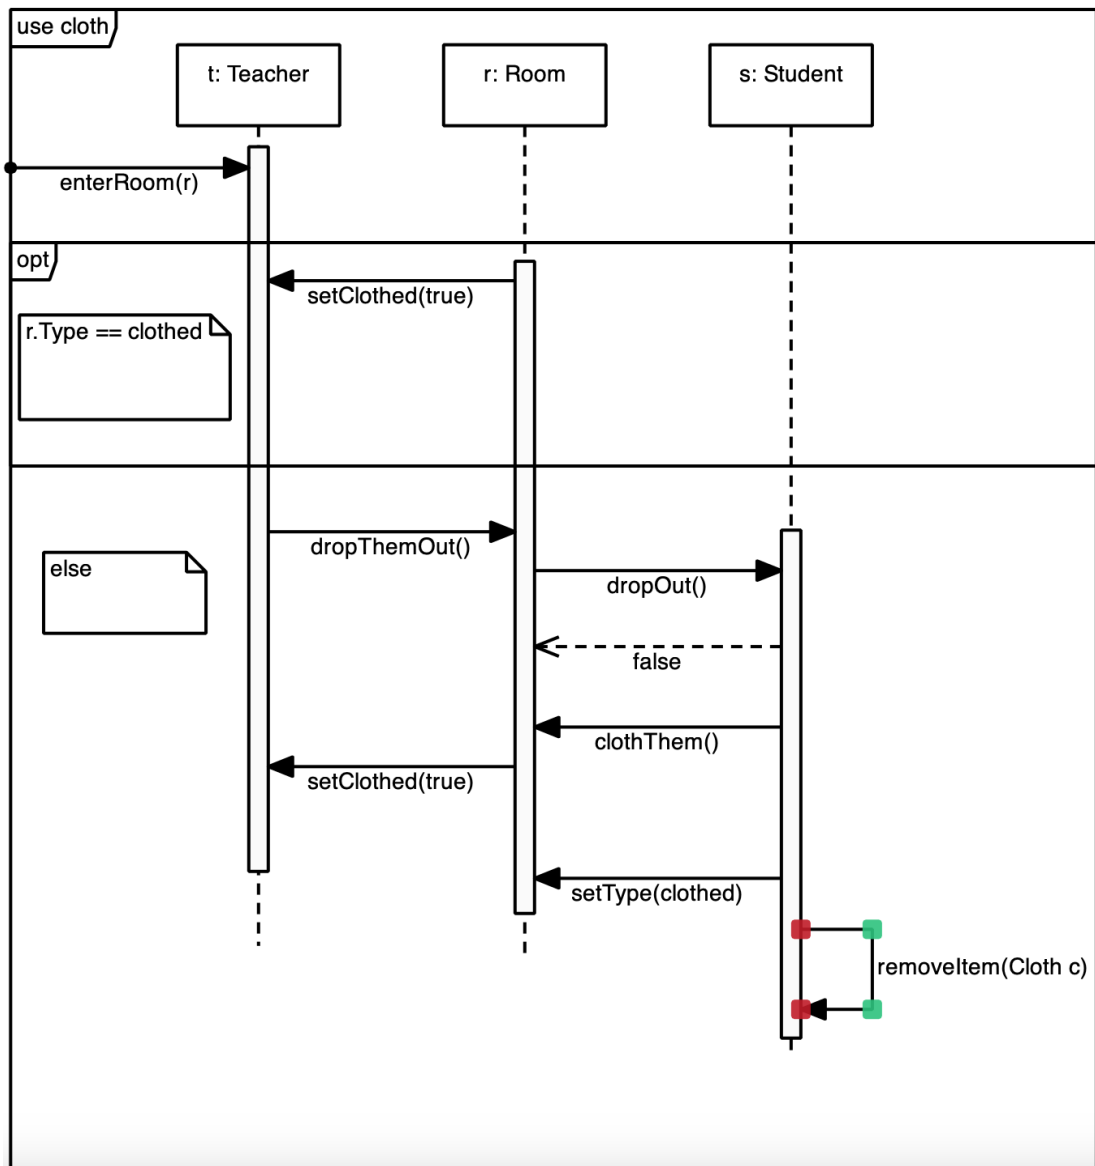 use cloth
t: Teacher
r: Room
s: Student
enterRoom(r)
opt
setClothed(true)
r.Type == clothed
dropThemOut()
else
dropOut()
false
clothThem()
setClothed(true)
setType(clothed)
removeItem(Cloth c)